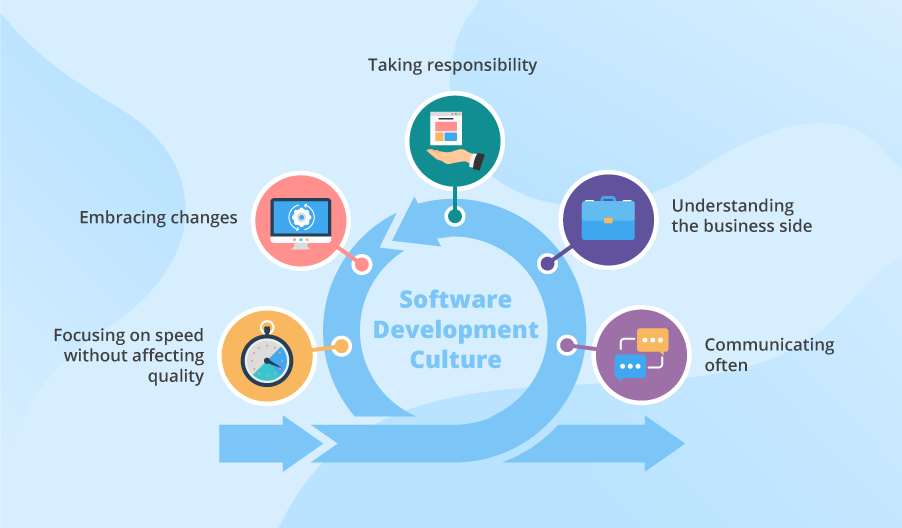 Taking responsibility
Embracing changes
Understanding
the business side
Software
Development
Culture
Focusing on speed
without affecting
quality
Communicating
often